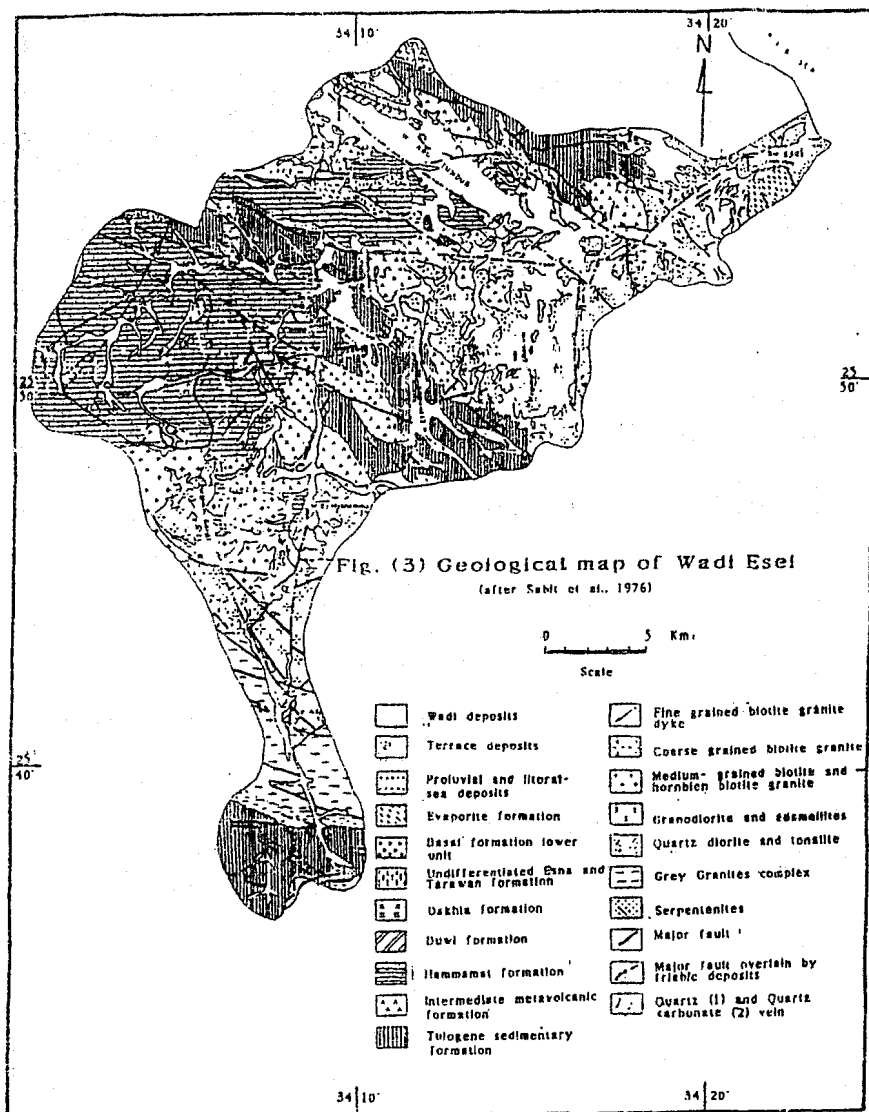 34 10'
34 20'
N
25
50'
25
50'
Fig. (3) Geological map of Wadi Esel
(after Sabit et al., 1976)
0 5 Km.
Scale
25
40'
Wadi deposits
Terrace deposits
Proluvial and litoral-
sea deposits
Evaporite formation
Basal formation lower
unit
Undifferentiated Esna and
Tarawan formation
Dakhla formation
Duwi formation
Hammamat formation
Intermediate metavolcanic
formation
Tulogene sedimentary
formation
Fine grained biotite granite
dyke
Coarse grained biotite granite
Medium- grained biotite and
hornblen biotite granite
Granodiorite and adamellites
Quartz diorite and tonalite
Grey Granites complex
Serpentenites
Major fault
Major fault overlain by
friable deposits
Quartz (1) and Quartz
carbonate (2) vein
34 10'
34 20'